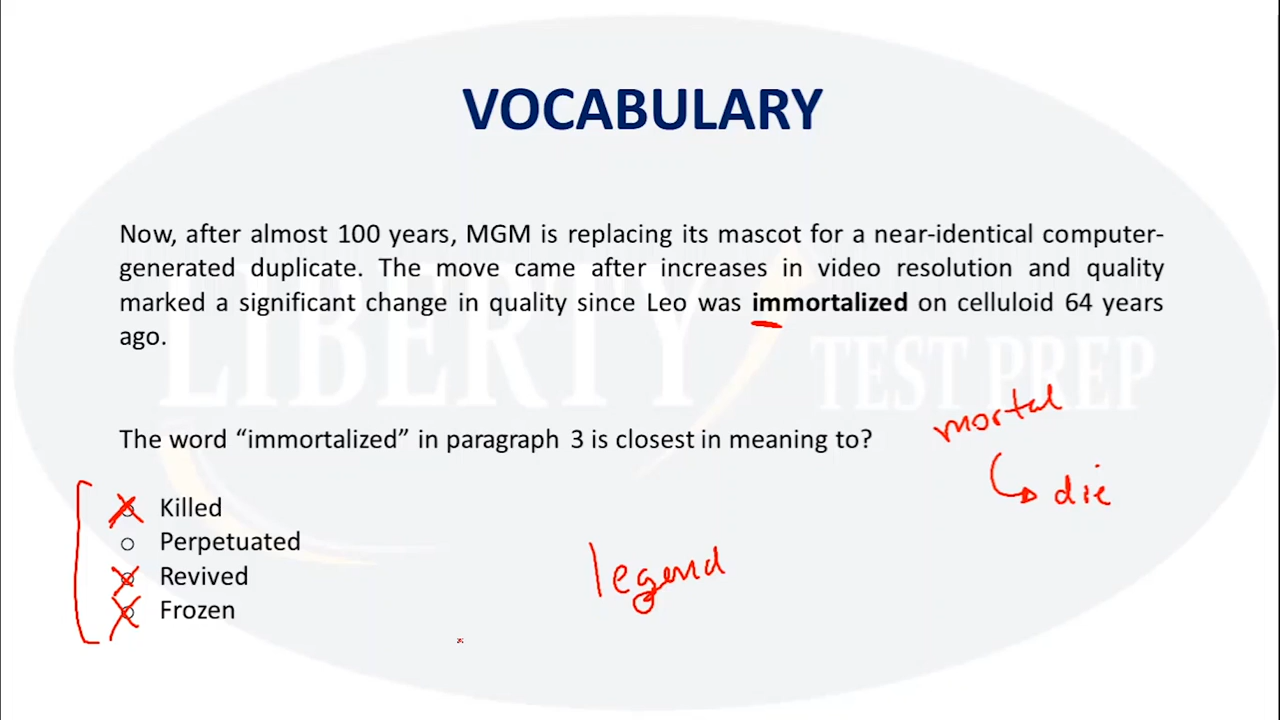 VOCABULARY
Now, after almost 100 years, MGM is replacing its mascot for a near-identical computer-
generated duplicate. The move came after increases in video resolution and quality
marked a significant change in quality since Leo was immortalized on celluloid 64 years
ago.
LIBERTY
TEST PREP
mortal
The word “immortalized” in paragraph 3 is closest in meaning to?
die
Killed
Perpetuated
legend
Revived
Frozen